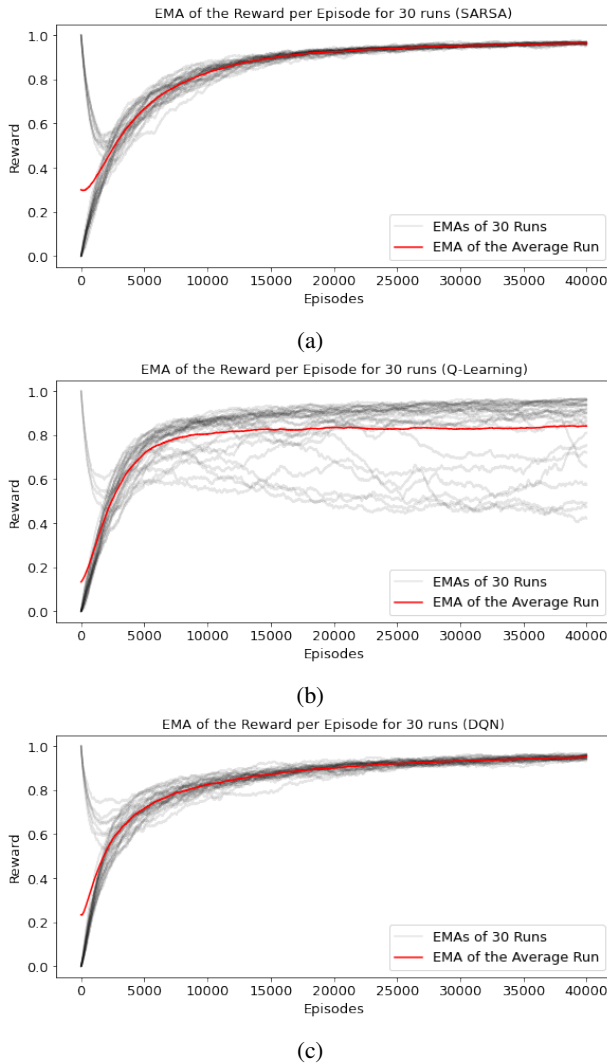 EMA of the Reward per Episode for 30 runs (SARSA)
1.0
0.8
0.6
0.4
0.2
0.0
Reward
EMAs of 30 Runs
EMA of the Average Run
0 5000 10000 15000 20000 25000 30000 35000 40000
Episodes
(a)
EMA of the Reward per Episode for 30 runs (Q-Learning)
1.0
0.8
0.6
0.4
0.2
0.0
Reward
EMAs of 30 Runs
EMA of the Average Run
0 5000 10000 15000 20000 25000 30000 35000 40000
Episodes
(b)
EMA of the Reward per Episode for 30 runs (DQN)
1.0
0.8
0.6
0.4
0.2
0.0
Reward
EMAs of 30 Runs
EMA of the Average Run
0 5000 10000 15000 20000 25000 30000 35000 40000
Episodes
(c)